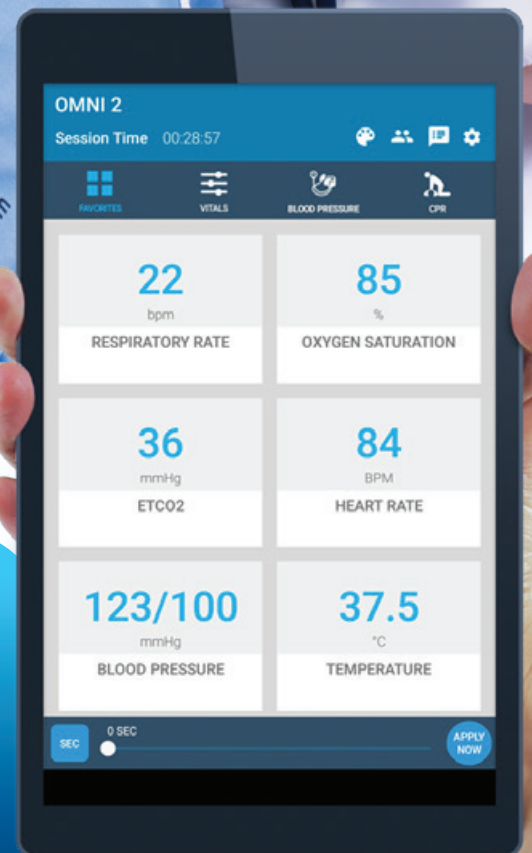 OMNI 2
Session Time 00:28:57
FAVORITES VITALS BLOOD PRESSURE CPR
22 85
bpm %
RESPIRATORY RATE OXYGEN SATURATION
36 84
mmHg BPM
ETCO2 HEART RATE
123/100 37.5
mmHg °C
BLOOD PRESSURE TEMPERATURE
0 SEC
SEC APPLY
NOW